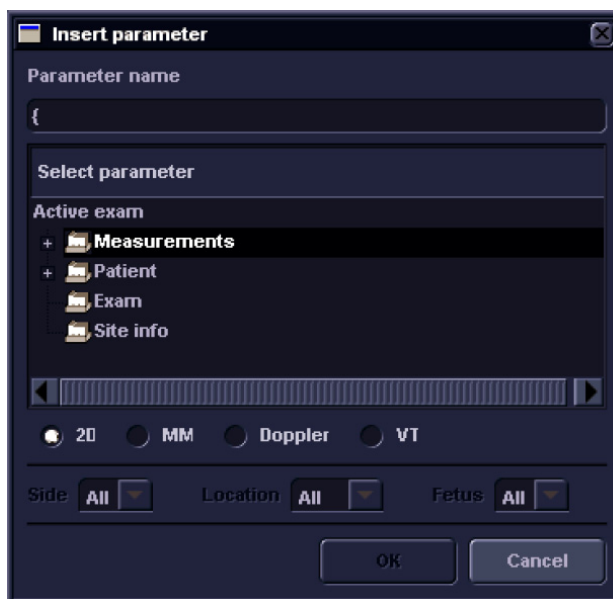 Insert parameter
Parameter name
{
Select parameter
Active exam
Measurements
Patient
Exam
Site info
2D MM Doppler VT
Side All Location All Fetus All
OK Cancel